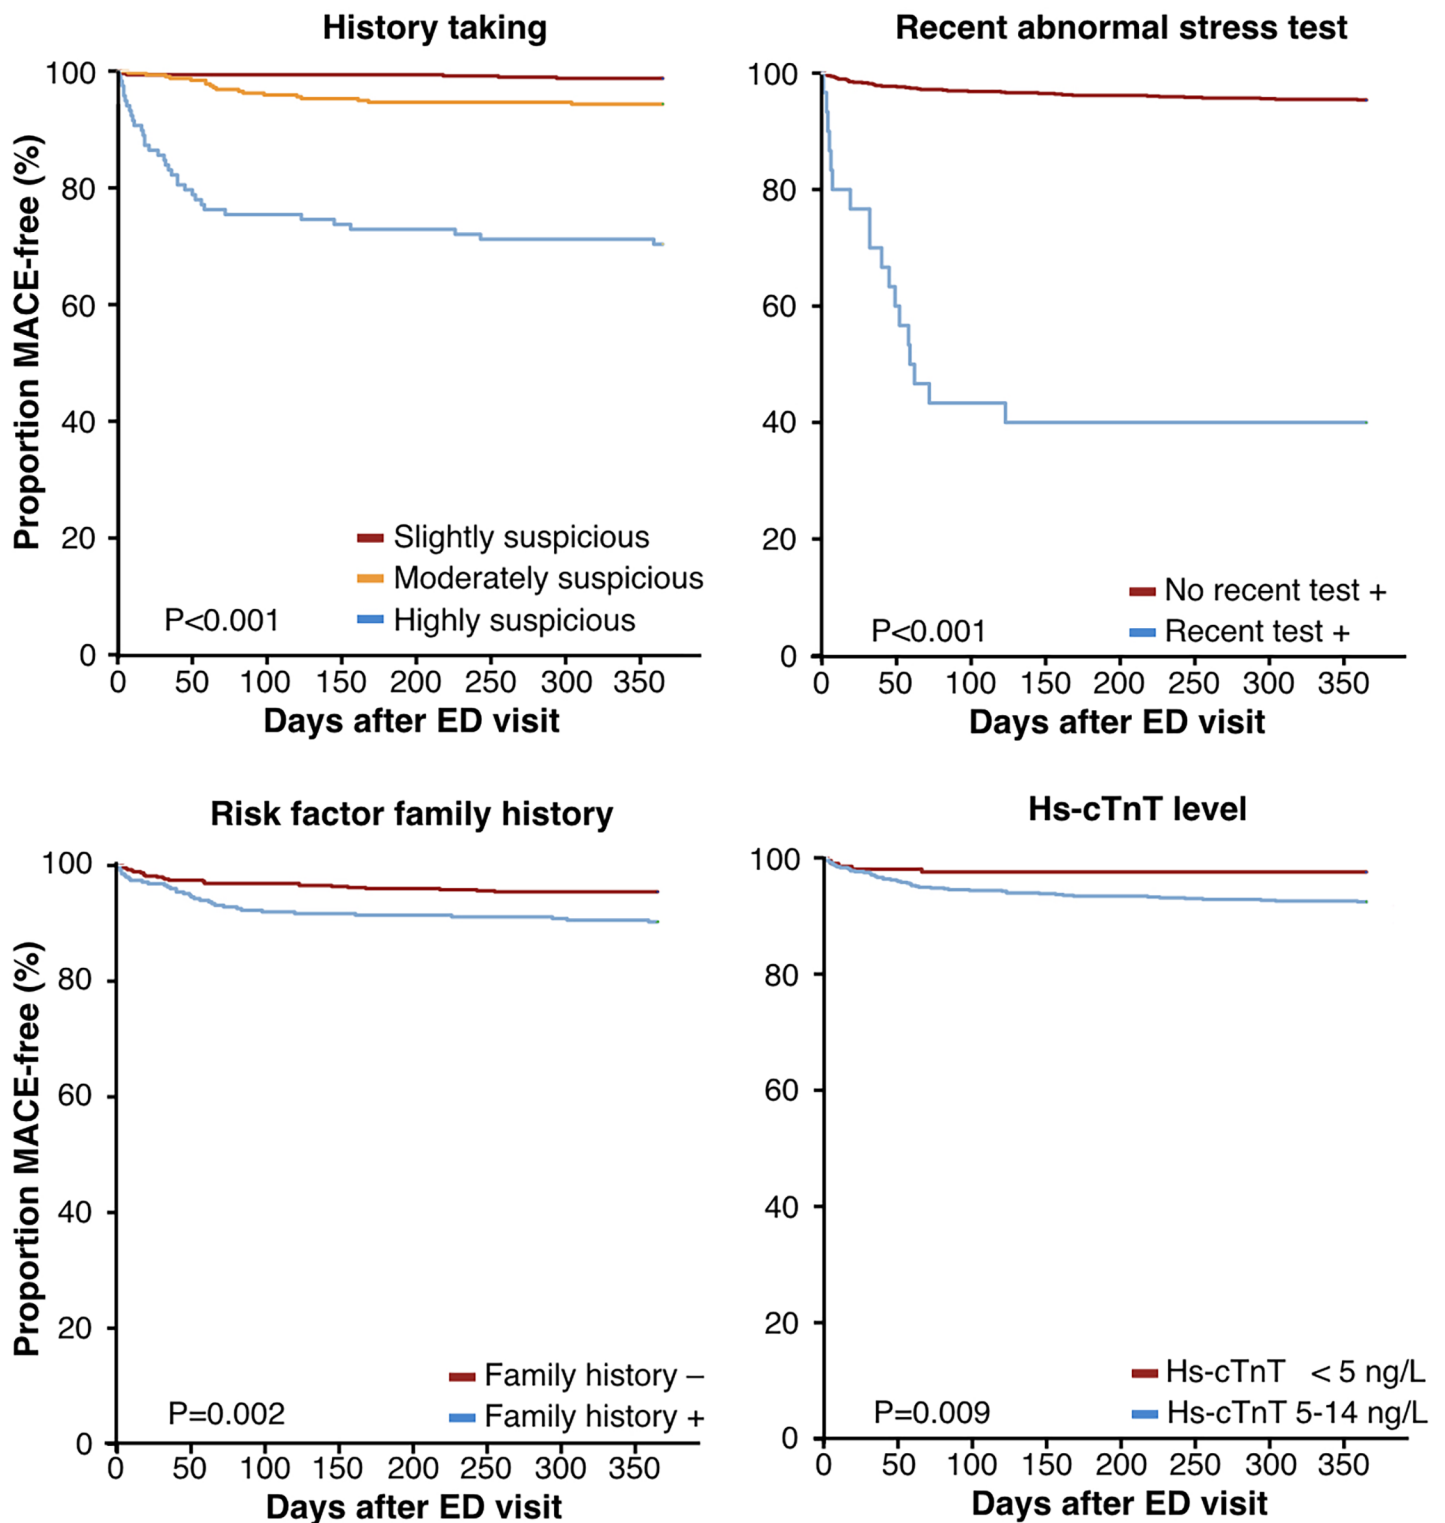 History taking
Proportion MACE-free (%)
100
80
60
40
20
0
Slightly suspicious
Moderately suspicious
Highly suspicious
P<0.001
0 50 100 150 200 250 300 350
Days after ED visit
Recent abnormal stress test
100
80
60
40
20
0
No recent test +
Recent test +
P<0.001
0 50 100 150 200 250 300 350
Days after ED visit
Risk factor family history
Proportion MACE-free (%)
100
80
60
40
20
0
Family history –
Family history +
P=0.002
0 50 100 150 200 250 300 350
Days after ED visit
Hs-cTnT level
100
80
60
40
20
0
Hs-cTnT < 5 ng/L
Hs-cTnT 5-14 ng/L
P=0.009
0 50 100 150 200 250 300 350
Days after ED visit